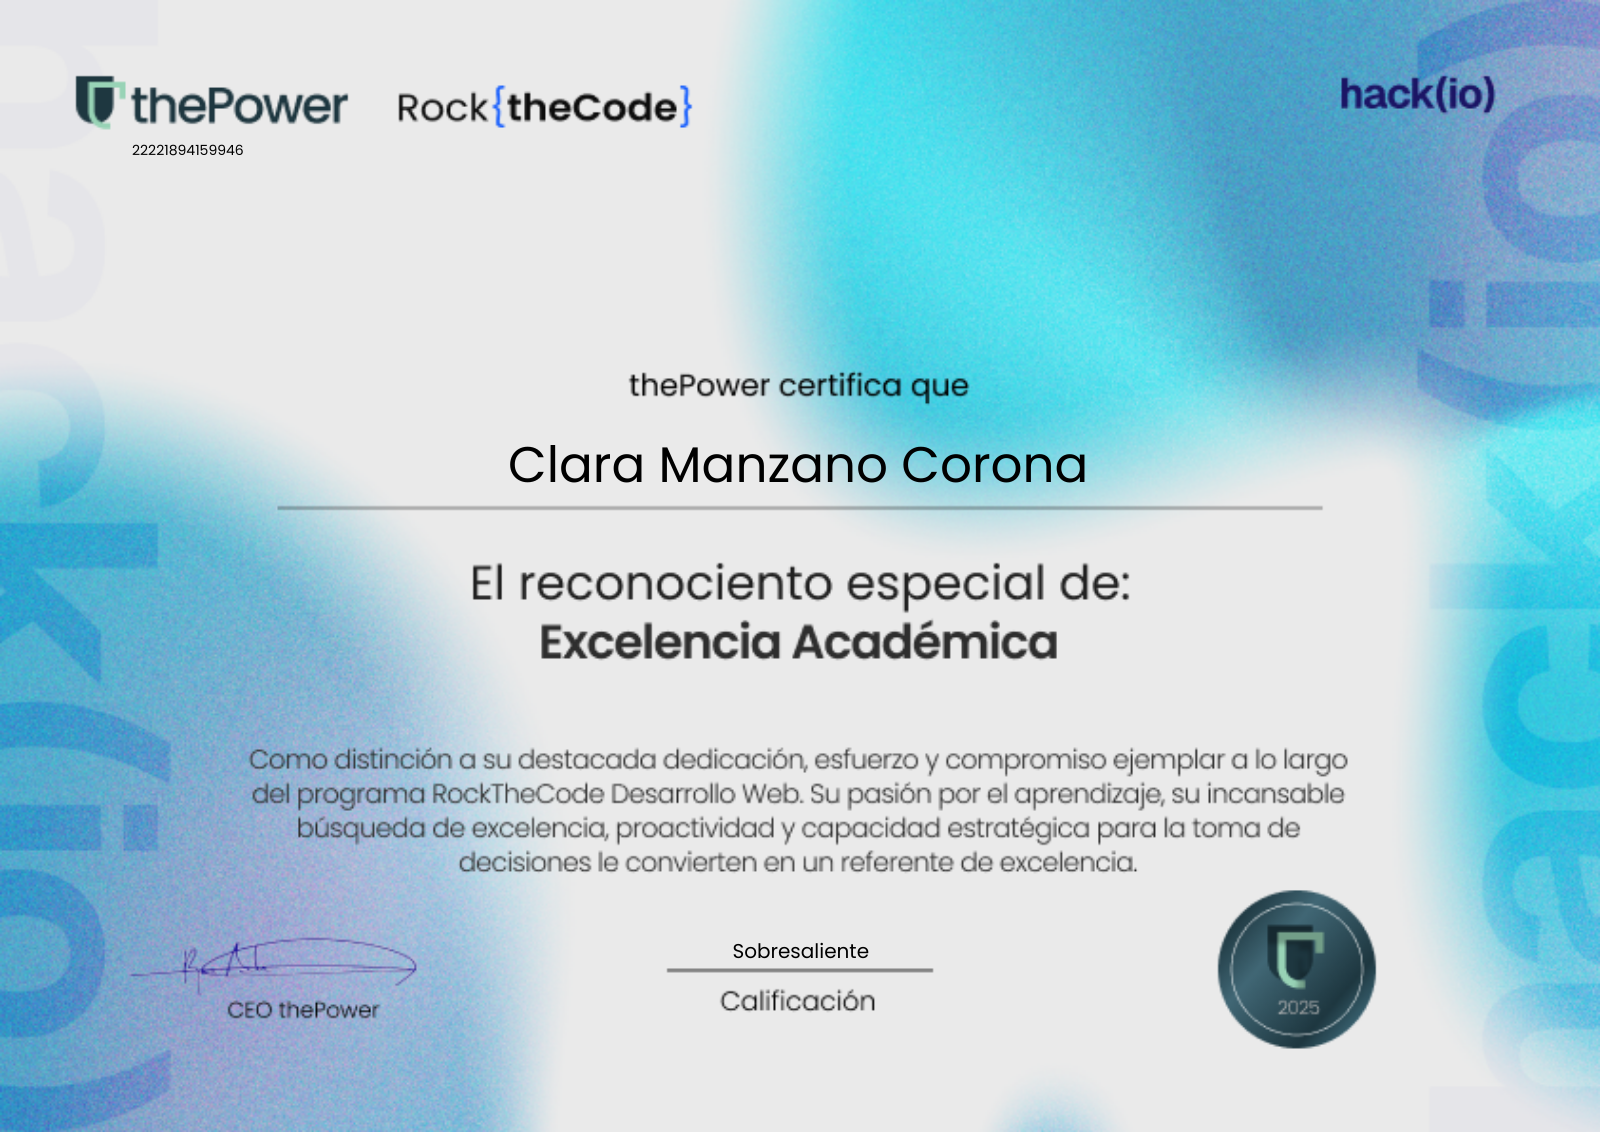 thePower Rock{theCode} hack(io)
22221894159946
thePower certifica que
Clara Manzano Corona
El reconociento especial de:
Excelencia Académica
Como distinción a su destacada dedicación, esfuerzo y compromiso ejemplar a lo largo
del programa RockTheCode Desarrollo Web. Su pasión por el aprendizaje, su incansable
búsqueda de excelencia, proactividad y capacidad estratégica para la toma de
decisiones le convierten en un referente de excelencia.
Sobresaliente
CEO thePower
Calificación
2025
hack(io)
hack(io)